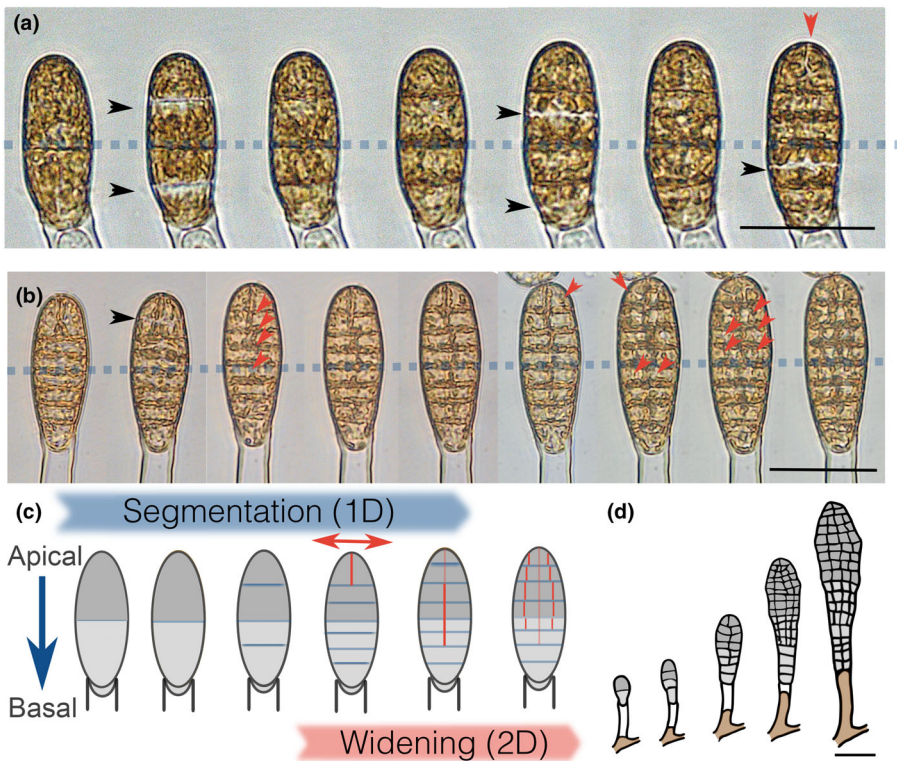 (a)
(b)
(c)
Segmentation (1D)
(d)
Apical
Basal
Widening (2D)